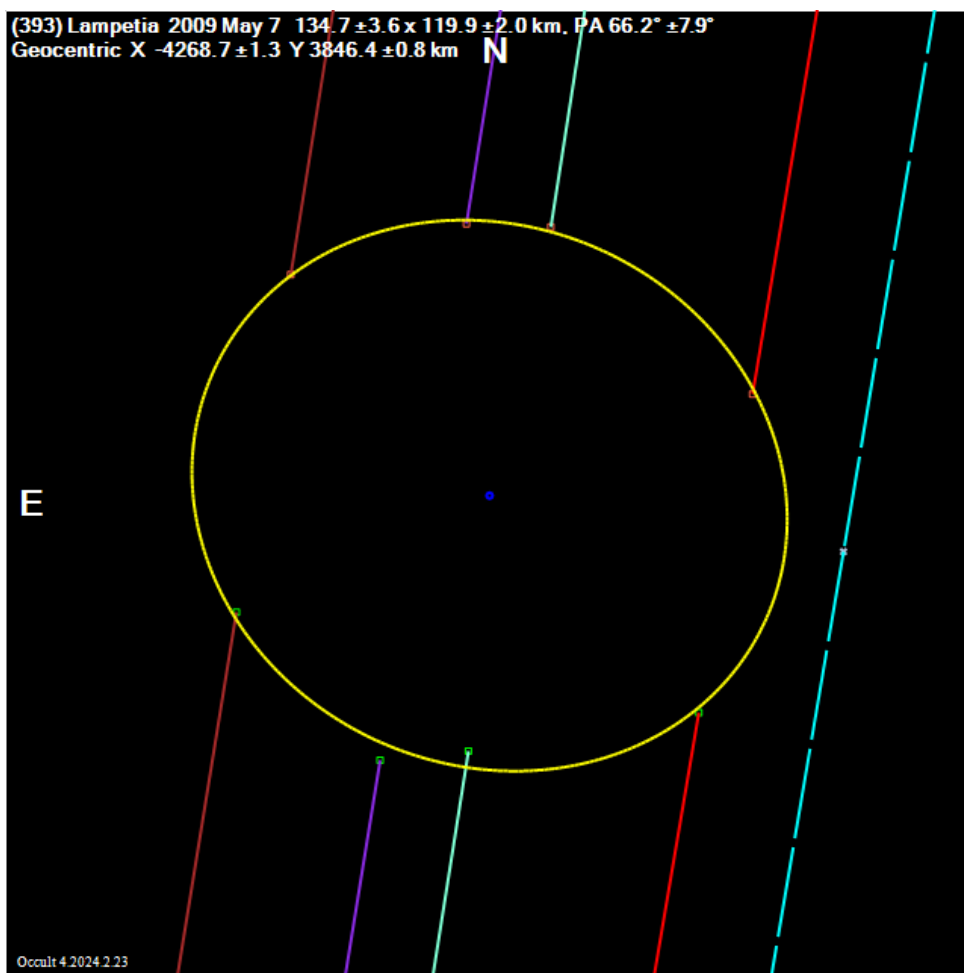 (393) Lampetia 2009 May 7 134.7 ±3.6 x 119.9 ±2.0 km, PA 66.2° ±7.9°
Geocentric X -4268.7 ±1.3 Y 3846.4 ±0.8 km
N
E
Occult 4.2024.2.23